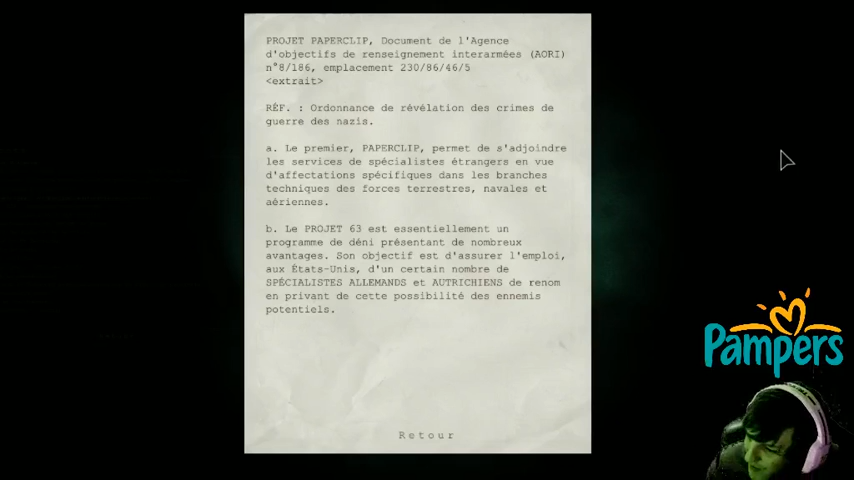 PROJET PAPERCLIP, Document de l'Agence
d'objectifs de renseignement interarmées (AORI)
n°8/186, emplacement 230/86/46/5
<extrait>
RÉF. : Ordonnance de révélation des crimes de
guerre des nazis.
a. Le premier, PAPERCLIP, permet de s'adjoindre
les services de spécialistes étrangers en vue
d'affectations spécifiques dans les branches
techniques des forces terrestres, navales et
aériennes.
b. Le PROJET 63 est essentiellement un
programme de déni présentant de nombreux
avantages. Son objectif est d'assurer l'emploi,
aux États-Unis, d'un certain nombre de
SPÉCIALISTES ALLEMANDS et AUTRICHIENS de renom
en privant de cette possibilité des ennemis
potentiels.
Retour
Pampers